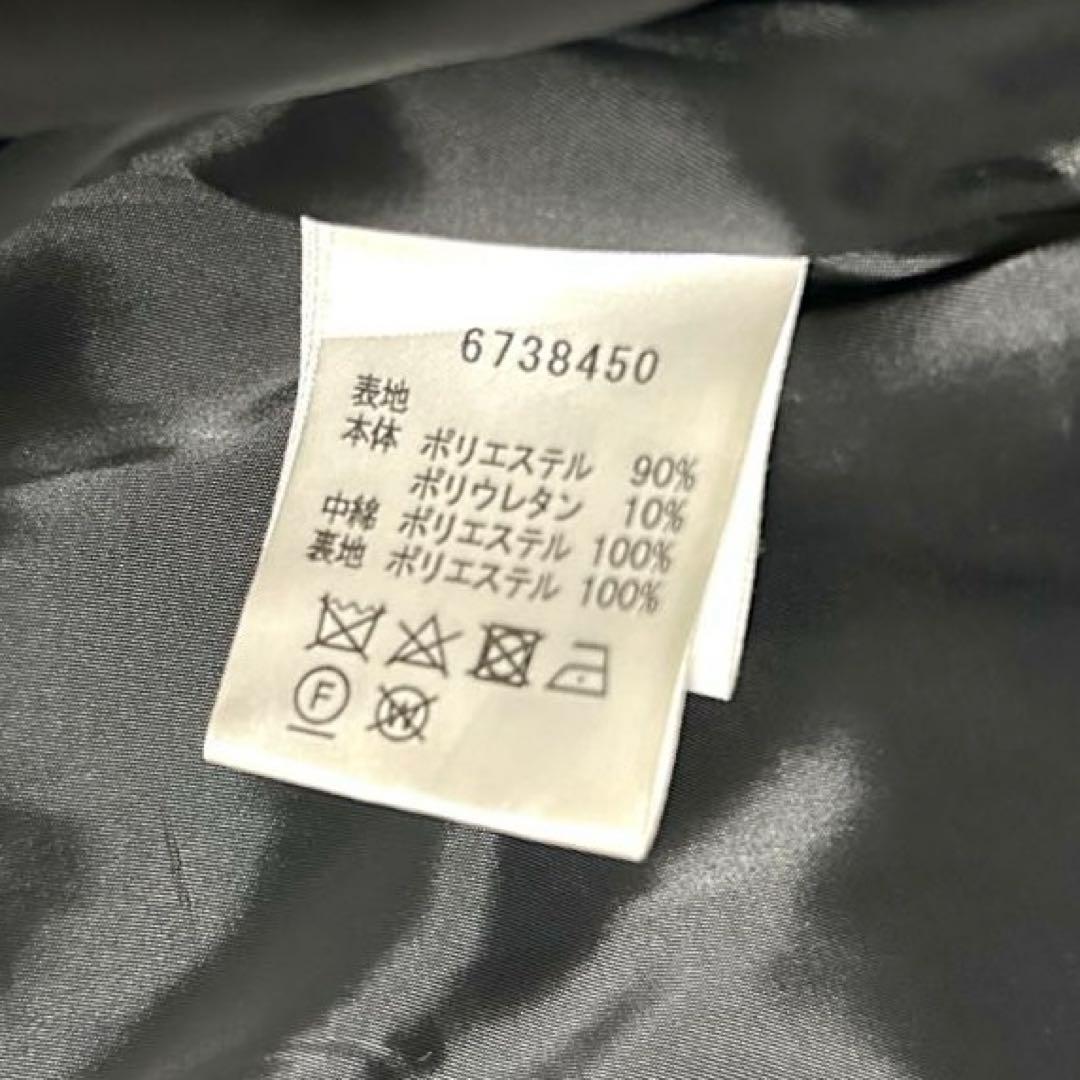 6738450
表地
本体 ポリエステル 90%
ポリウレタン 10%
中綿 ポリエステル 100%
裏地 ポリエステル 100%
F W